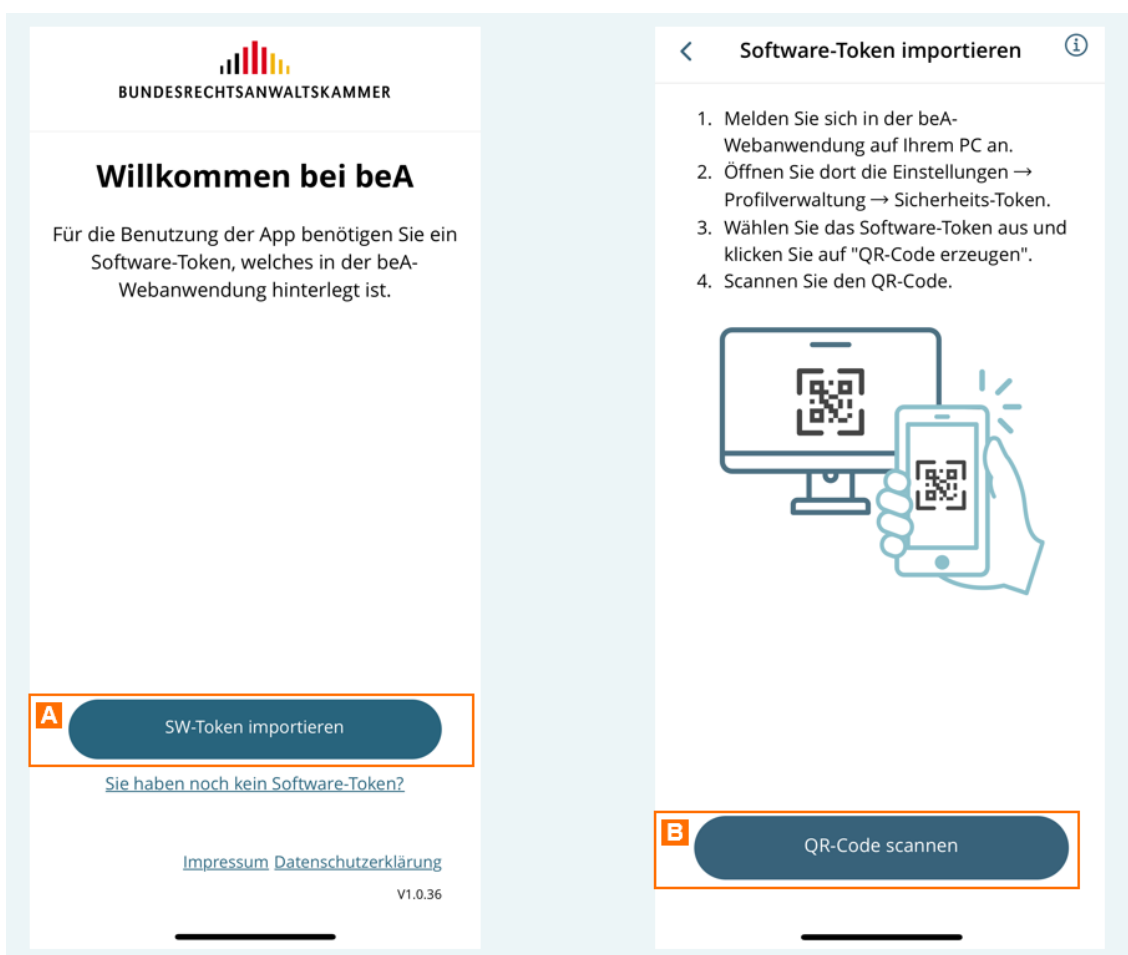 BUNDESRECHTSANWALTSKAMMER
Willkommen bei beA
Für die Benutzung der App benötigen Sie ein
Software-Token, welches in der beA-
Webanwendung hinterlegt ist.
A
SW-Token importieren
Sie haben noch kein Software-Token?
Impressum Datenschutzerklärung
V1.0.36
Software-Token importieren
i
1. Melden Sie sich in der beA-
Webanwendung auf Ihrem PC an.
2. Öffnen Sie dort die Einstellungen →
Profilverwaltung → Sicherheits-Token.
3. Wählen Sie das Software-Token aus und
klicken Sie auf "QR-Code erzeugen".
4. Scannen Sie den QR-Code.
B
QR-Code scannen